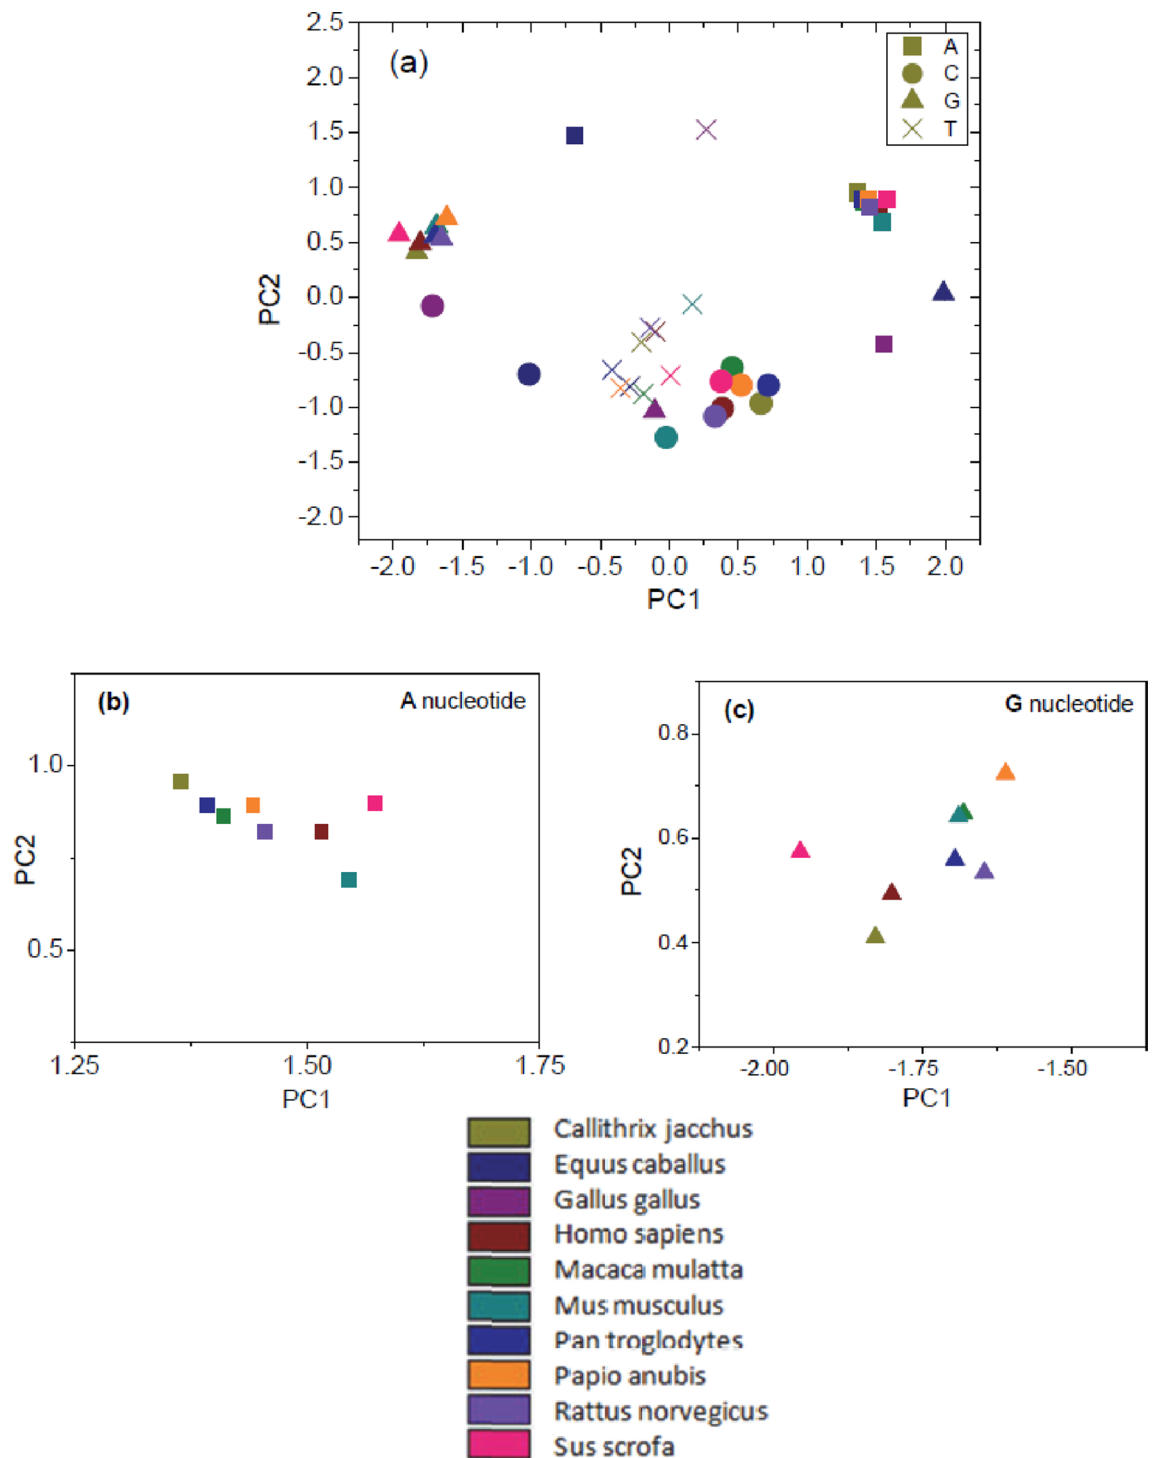 (a)
A
C
G
T
2.5
2.0
1.5
1.0
0.5
0.0
-0.5
-1.0
-1.5
-2.0
PC2
-2.0 -1.5 -1.0 -0.5 0.0 0.5 1.0 1.5 2.0
PC1
(b) A nucleotide
1.0
0.5
PC2
1.25 1.50 1.75
PC1
(c) G nucleotide
0.8
0.6
0.4
0.2
PC2
-2.00 -1.75 -1.50
PC1
Callithrix jacchus
Equus caballus
Gallus gallus
Homo sapiens
Macaca mulatta
Mus musculus
Pan troglodytes
Papio anubis
Rattus norvegicus
Sus scrofa